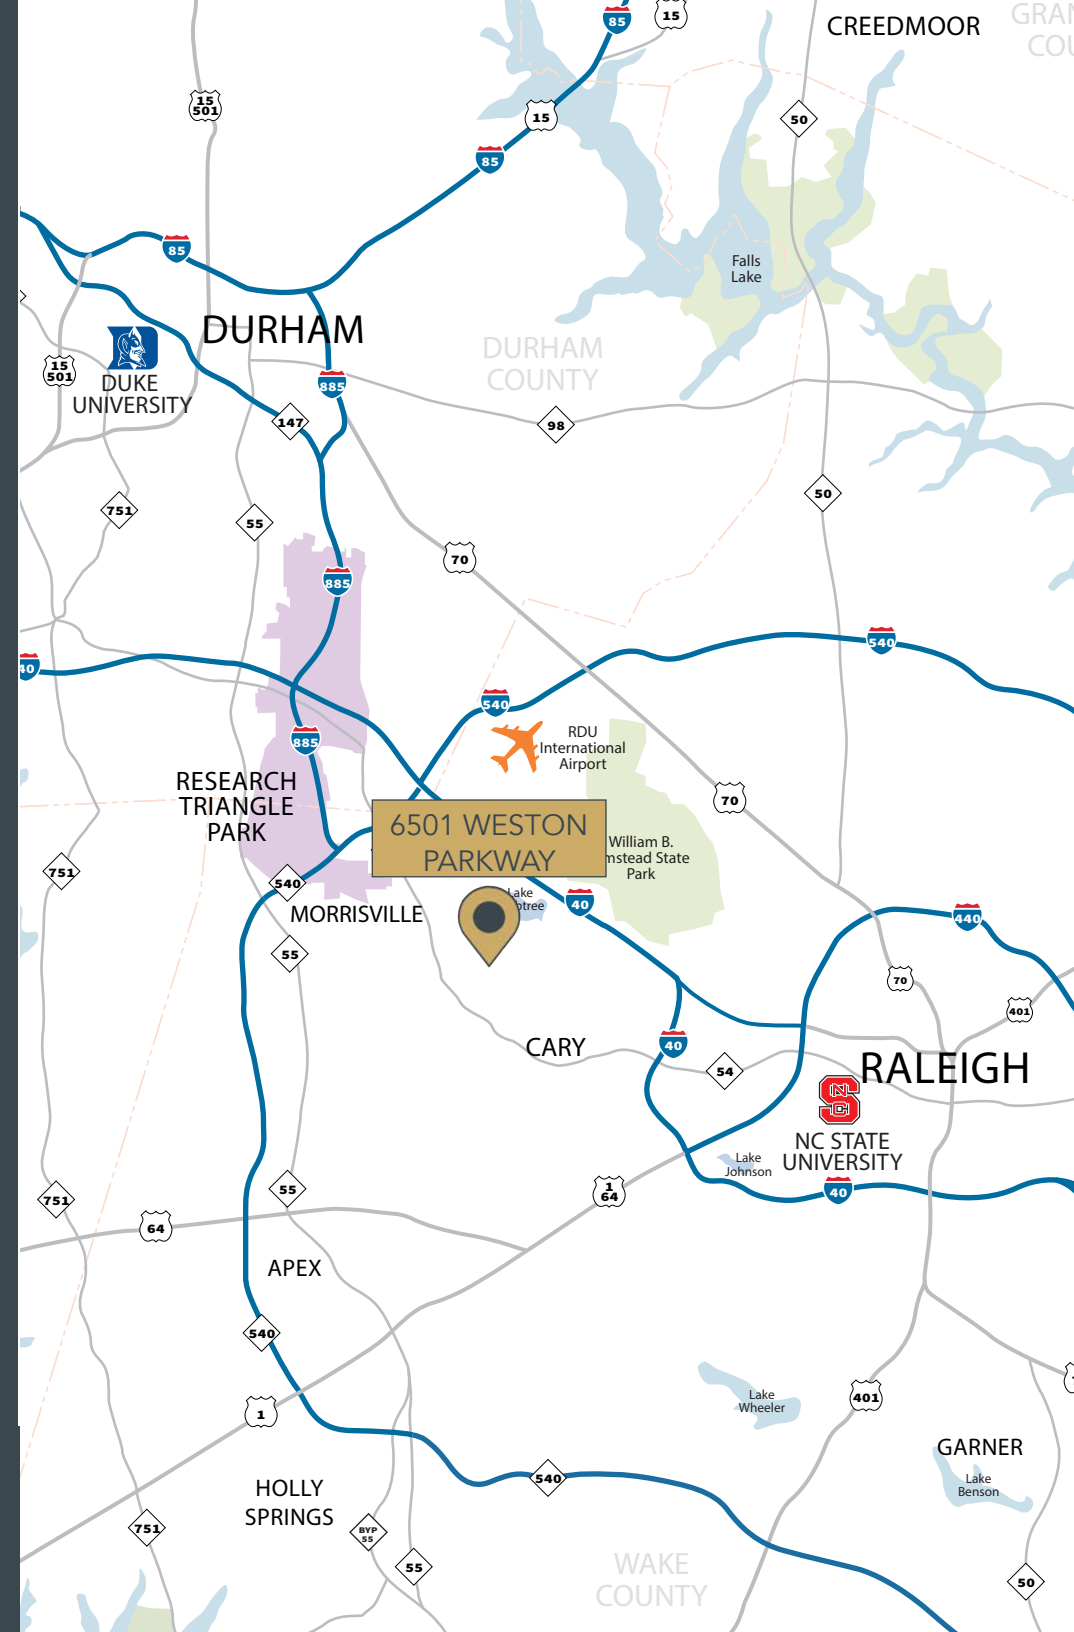 85
15
CREEDMOOR
GRAN
COU
15
501
15
50
85
85
Falls
Lake
DURHAM
DURHAM
COUNTY
15
501
DUKE
UNIVERSITY
885
147
98
751
55
50
70
885
40
540
540
885
RDU
International
Airport
RESEARCH
TRIANGLE
PARK
70
6501 WESTON
PARKWAY
William B.
mstead State
Park
751
540
Lake
btree
40
MORRISVILLE
440
55
70
401
CARY
40
54
RALEIGH
NC STATE
UNIVERSITY
Lake
Johnson
751
55
1
64
40
64
APEX
540
1
Lake
Wheeler
401
GARNER
540
Lake
Benson
HOLLY
SPRINGS
751
BYP
55
55
WAKE
COUNTY
50